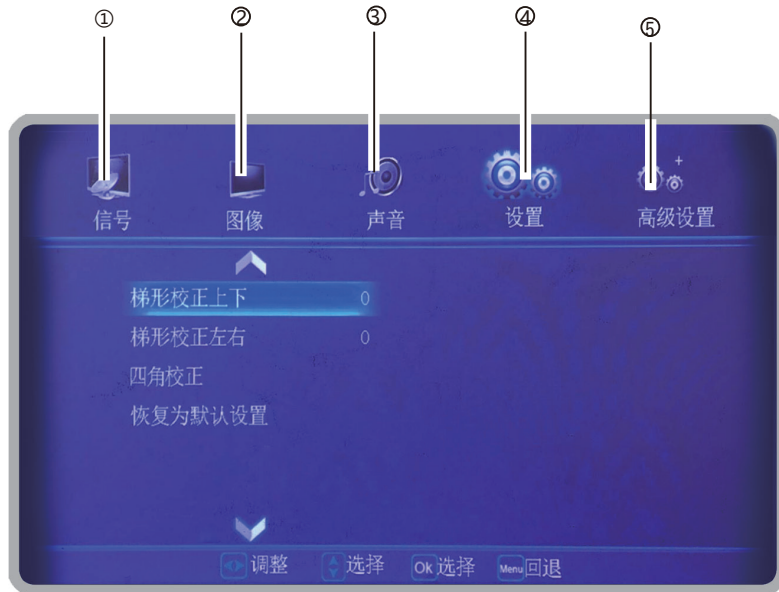 ① ② ③ ④ ⑤
信号 图像 声音 设置 高级设置
梯形校正上下 0
梯形校正左右 0
四角校正
恢复为默认设置
调整 选择 Ok 选择 Menu 回退